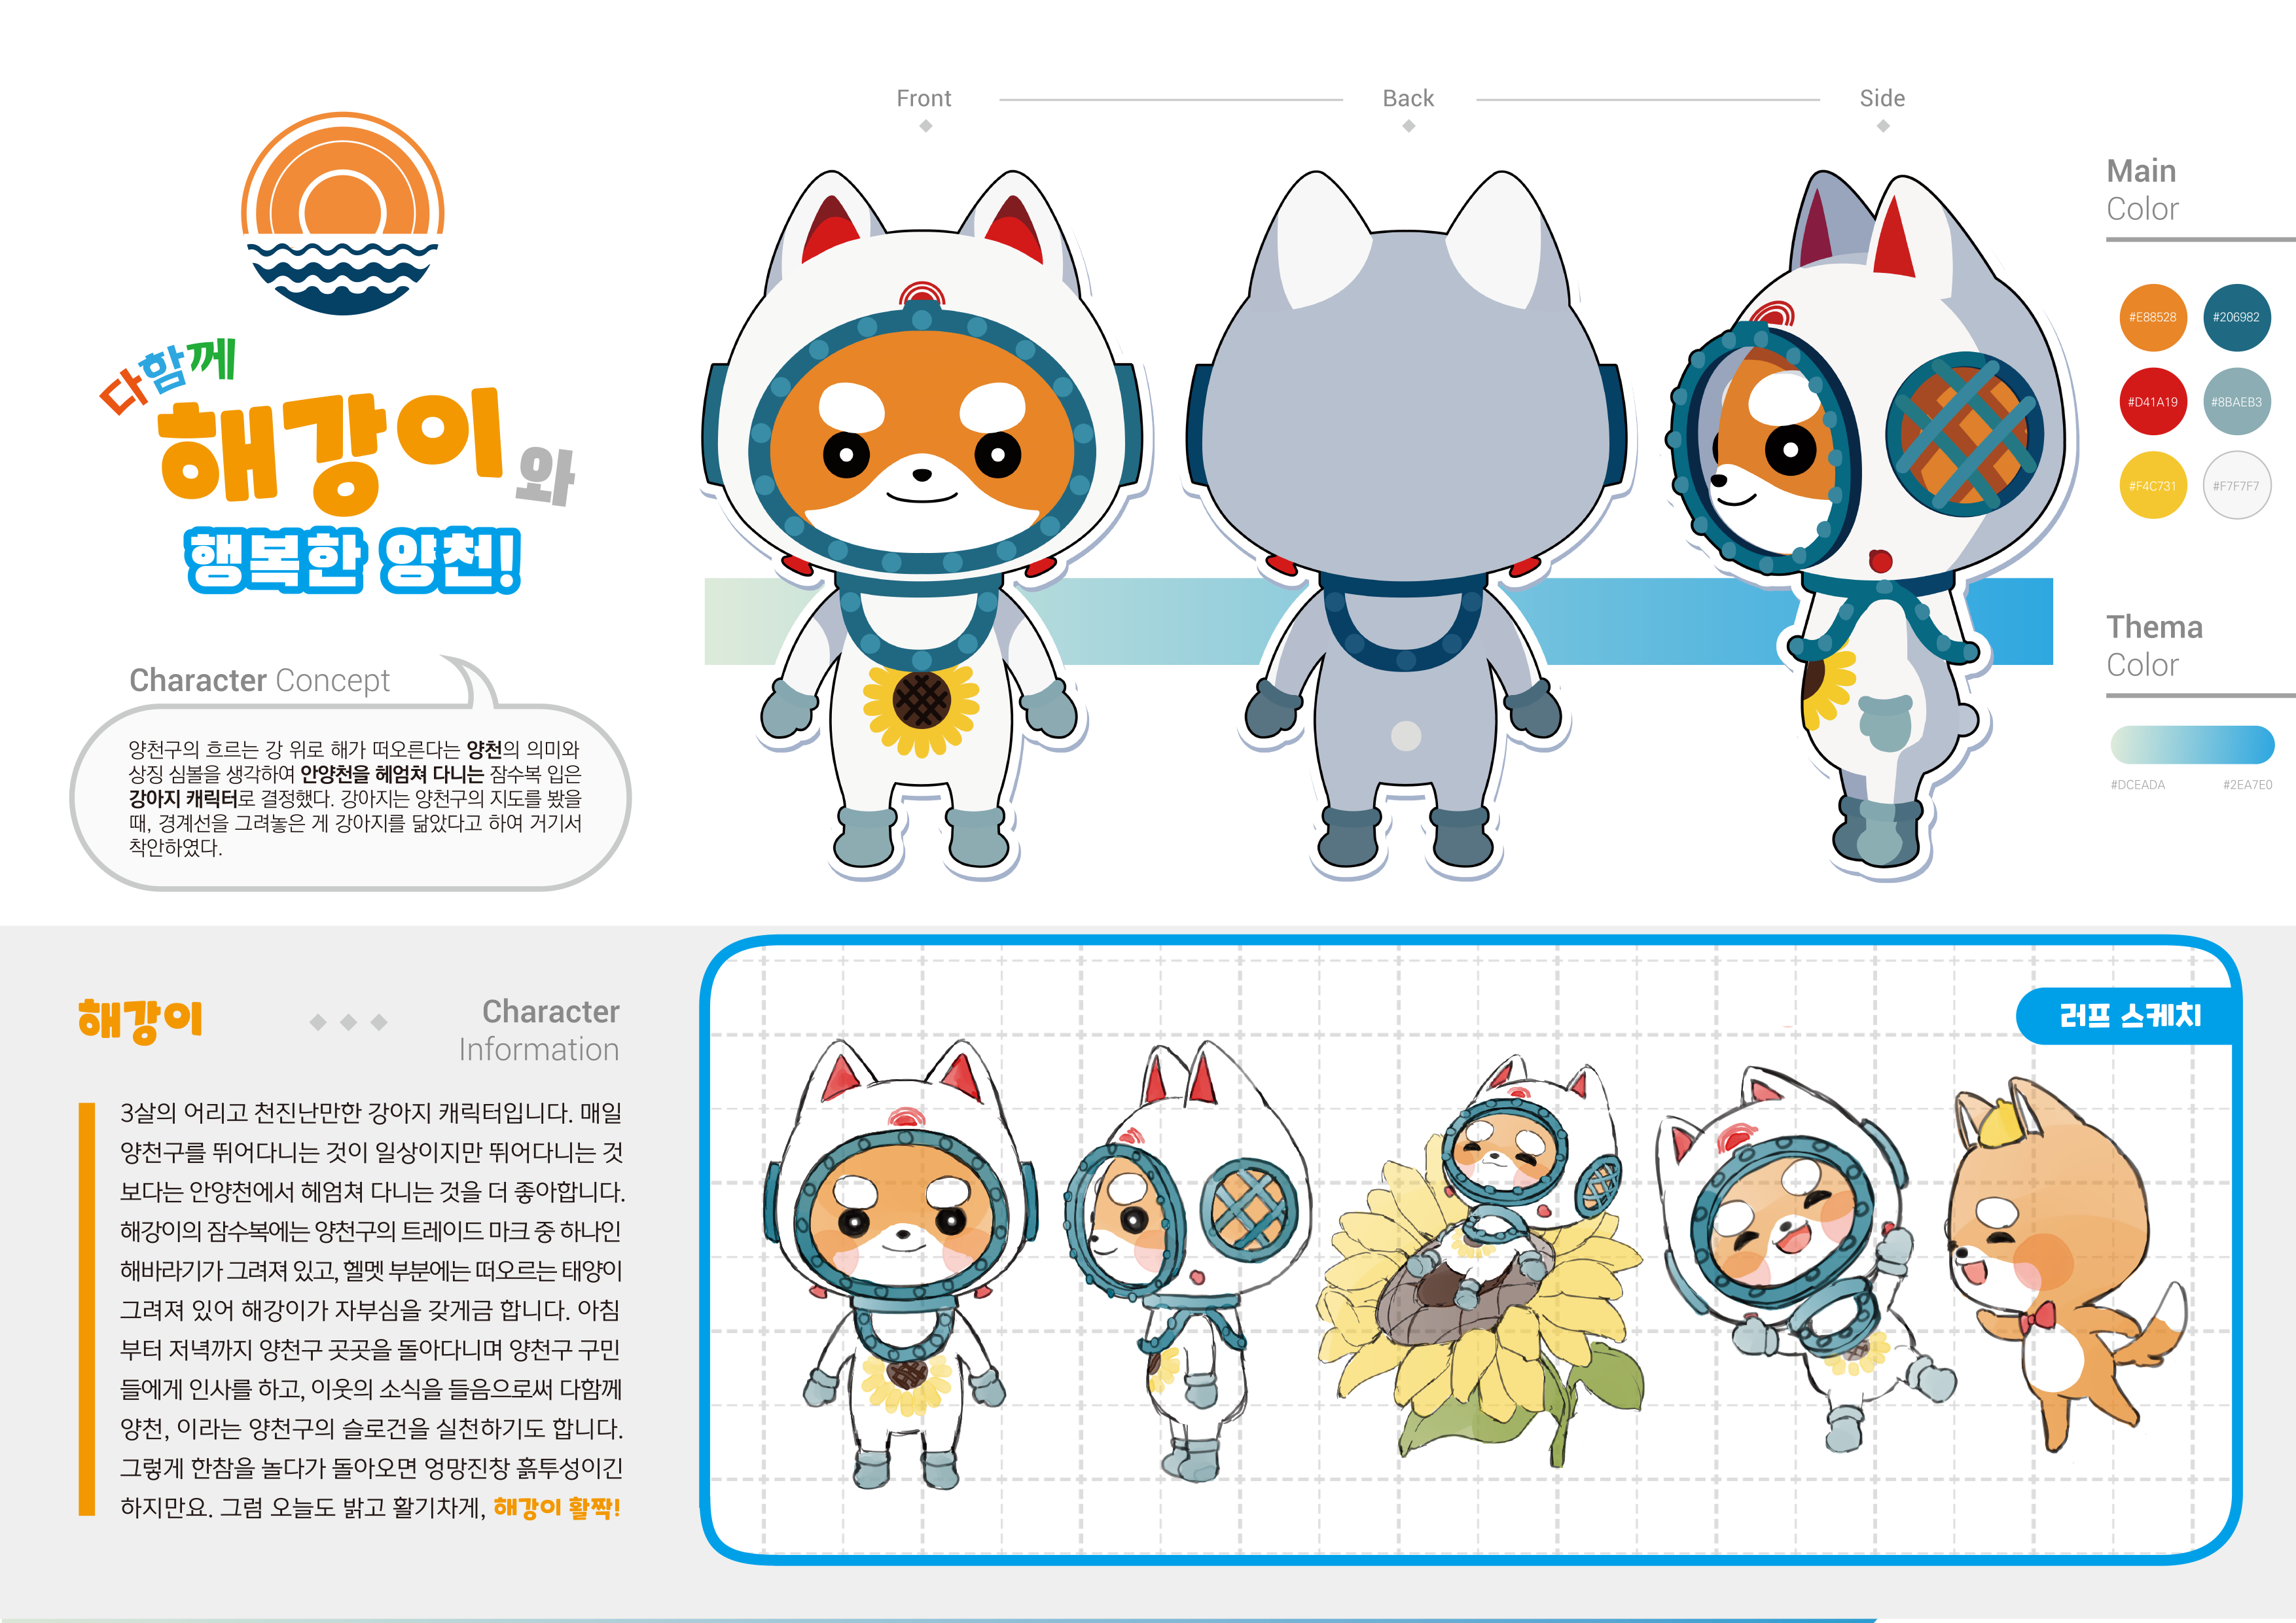 다함께
해강이와
행복한 양천!
Character Concept
양천구의 흐르는 강 위로 해가 떠오른다는 양천의 의미와
상징 심볼을 생각하여 안양천을 헤엄쳐 다니는 잠수복 입은
강아지 캐릭터로 결정했다. 강아지는 양천구의 지도를 봤을
때, 경계선을 그려놓은 게 강아지를 닮았다고 하여 거기서
착안하였다.
Front
Back
Side
Main
Color
#E88528
#206982
#D41A19
#8BAEB3
#F4C731
#F7F7F7
Thema
Color
#DCEADA
#2EA7E0
해강이
Character
Information
3살의 어리고 천진난만한 강아지 캐릭터입니다. 매일
양천구를 뛰어다니는 것이 일상이지만 뛰어다니는 것
보다는 안양천에서 헤엄쳐 다니는 것을 더 좋아합니다.
해강이의 잠수복에는 양천구의 트레이드 마크 중 하나인
해바라기가 그려져 있고, 헬멧 부분에는 떠오르는 태양이
그려져 있어 해강이가 자부심을 갖게금 합니다. 아침
부터 저녁까지 양천구 곳곳을 돌아다니며 양천구 구민
들에게 인사를 하고, 이웃의 소식을 들음으로써 다함께
양천, 이라는 양천구의 슬로건을 실천하기도 합니다.
그렇게 한참을 놀다가 돌아오면 엉망진창 흙투성이긴
하지만요. 그럼 오늘도 밝고 활기차게, 해강이 활짝!
러프 스케치